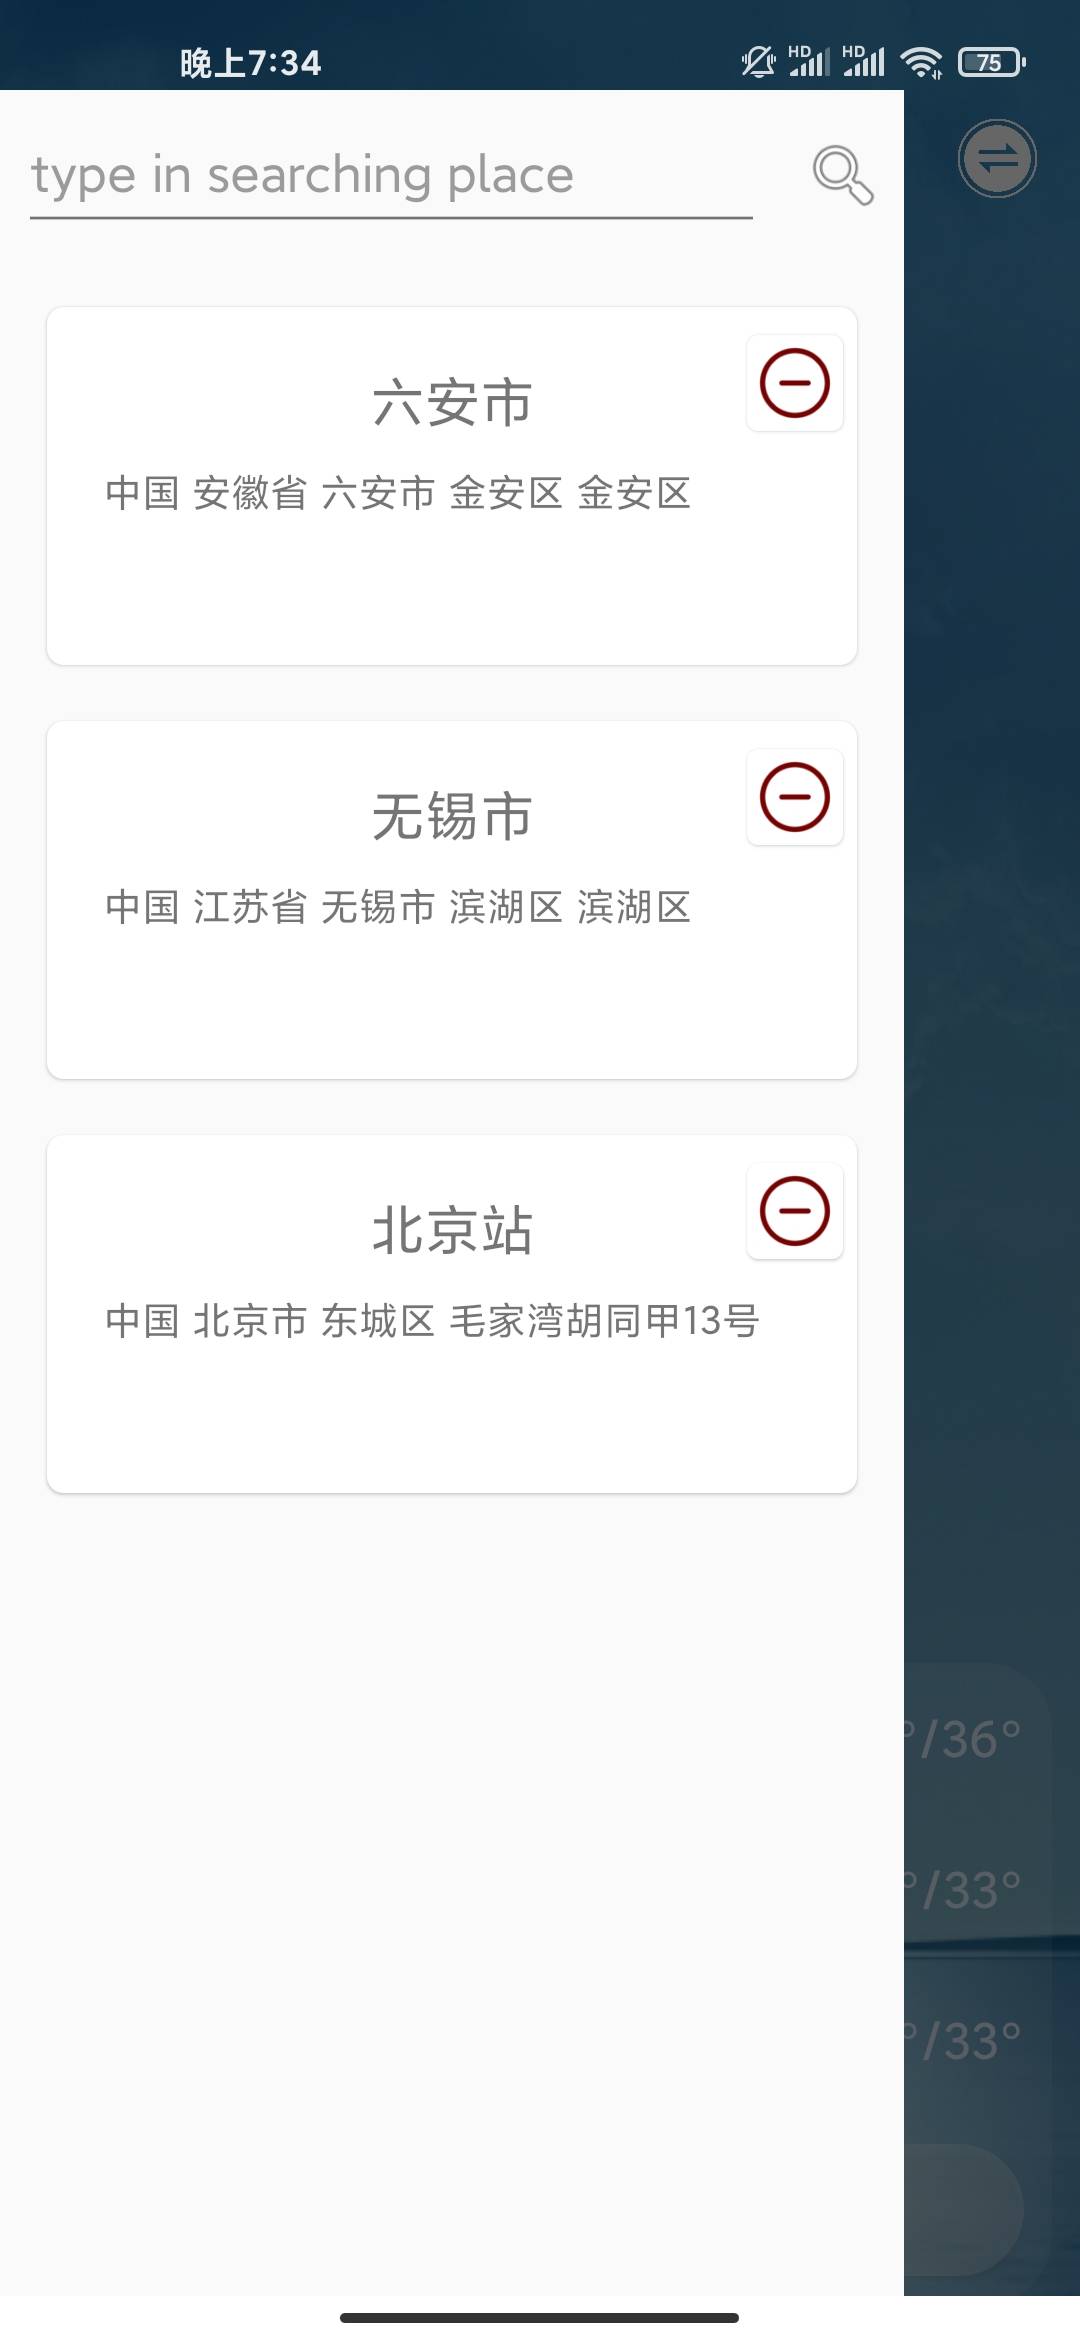 晚上7:34
HD HD 75
type in searching place
六安市
中国 安徽省 六安市 金安区 金安区
无锡市
中国 江苏省 无锡市 滨湖区 滨湖区
北京站
中国 北京市 东城区 毛家湾胡同甲13号
°/36°
°/33°
°/33°